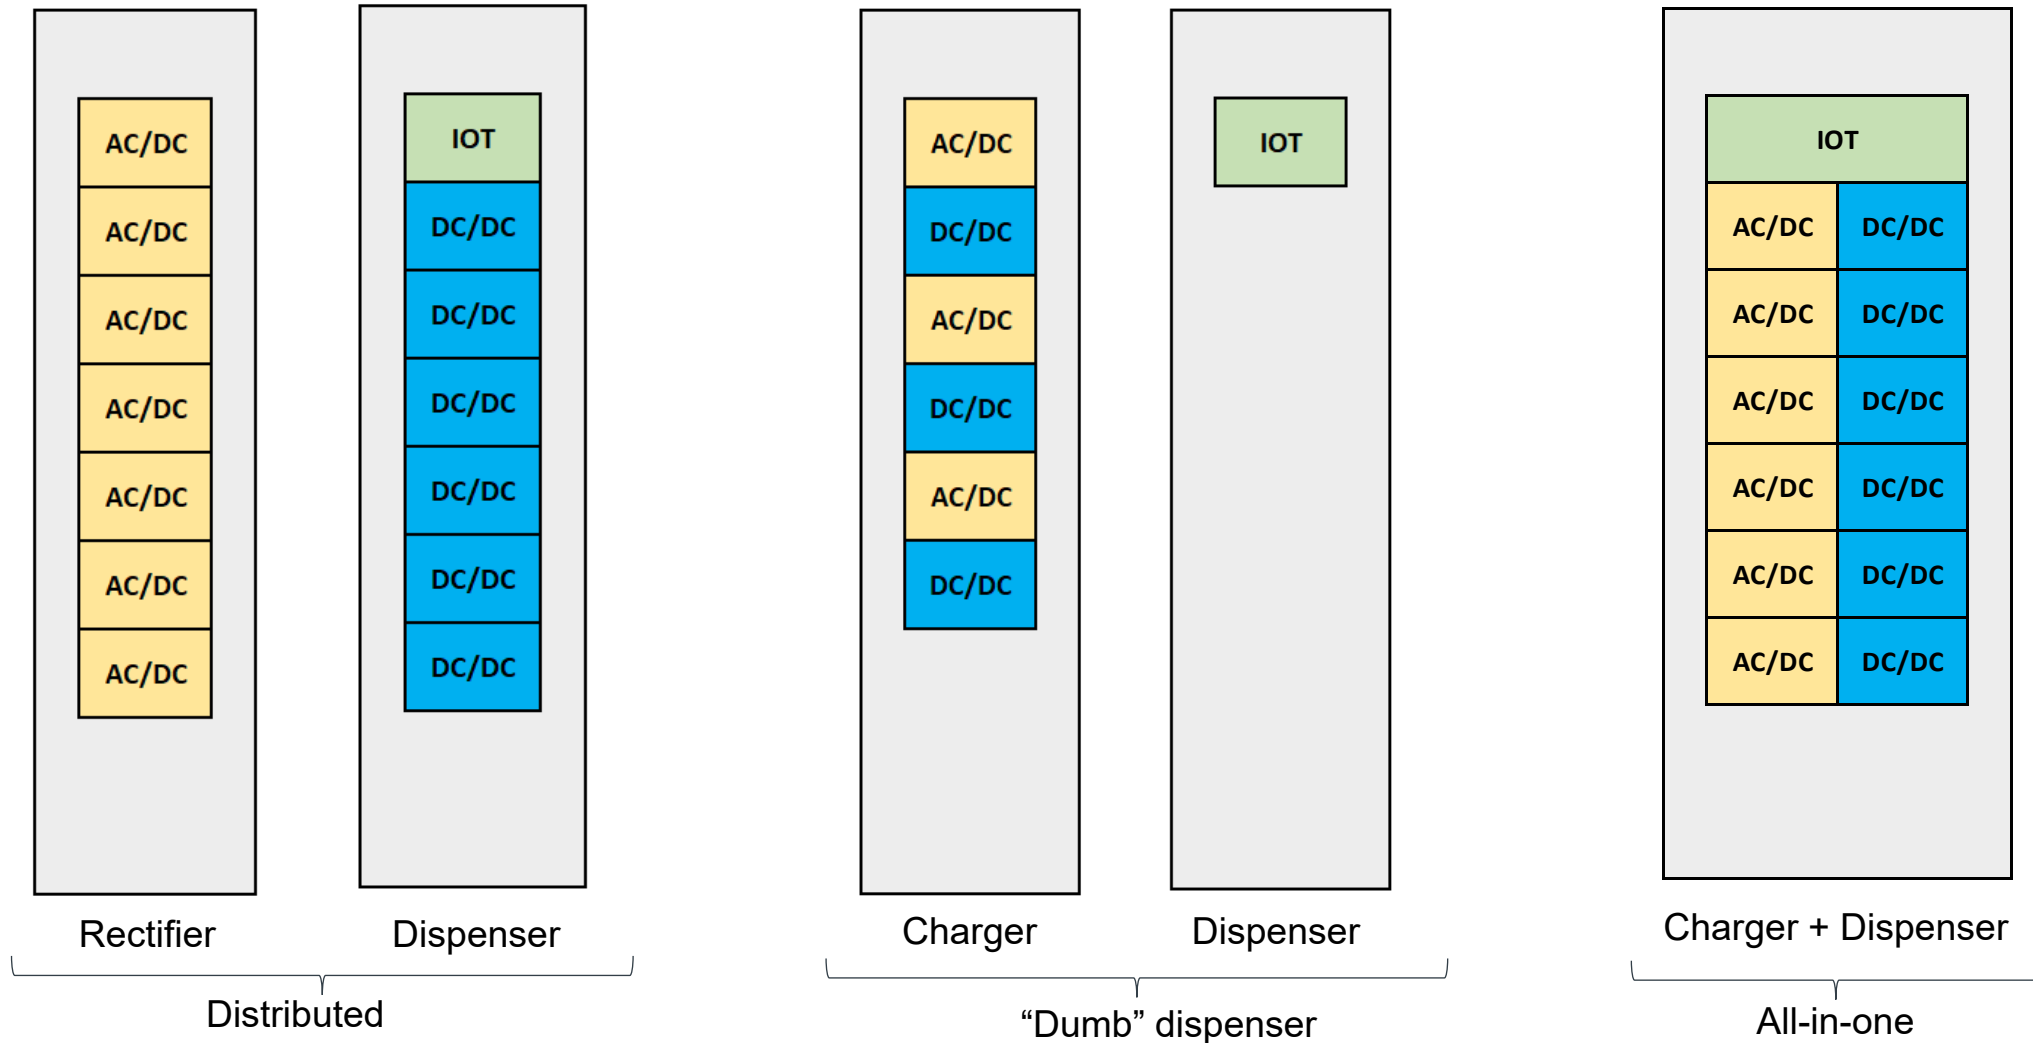 AC/DC
AC/DC
AC/DC
AC/DC
AC/DC
AC/DC
AC/DC
Rectifier
IOT
DC/DC
DC/DC
DC/DC
DC/DC
DC/DC
DC/DC
Dispenser
Distributed
AC/DC
DC/DC
AC/DC
DC/DC
AC/DC
DC/DC
Charger
IOT
Dispenser
“Dumb” dispenser
IOT
AC/DC DC/DC
AC/DC DC/DC
AC/DC DC/DC
AC/DC DC/DC
AC/DC DC/DC
AC/DC DC/DC
Charger + Dispenser
All-in-one